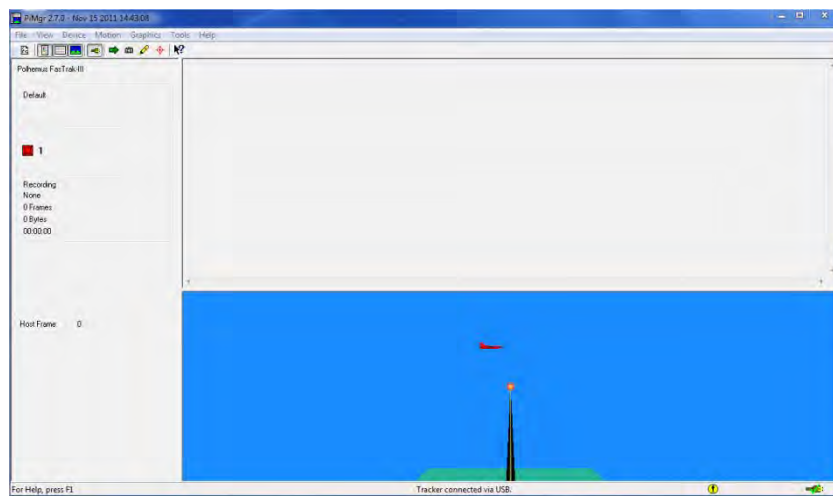 PiMgr 2.7.0 - Nov 15 2011 14:43:08
File View Device Motion Graphics Tools Help
Polhemus FasTrak-III
Default
1
Recording
None
0 Frames
0 Bytes
00:00:00
Host Frame 0
For Help, press F1 Tracker connected via USB.